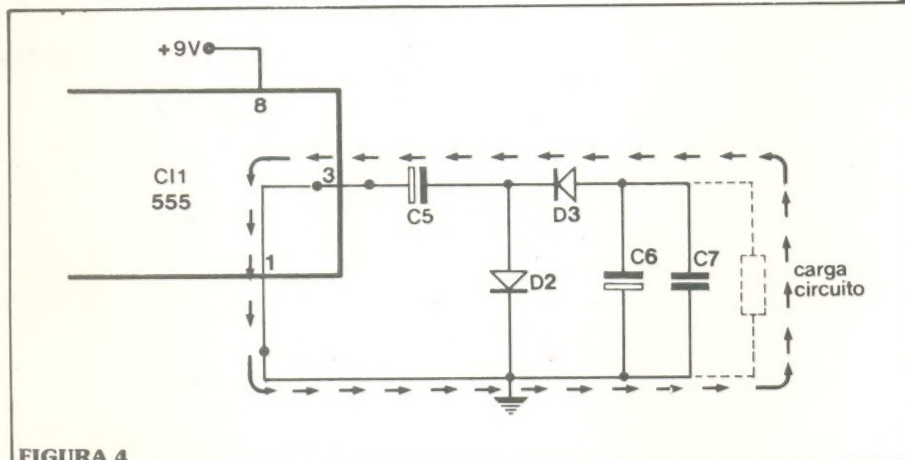 +9V
8
CI1
555
3
1
C5
D3
D2
C6
C7
carga
circuito
FIGURA 4